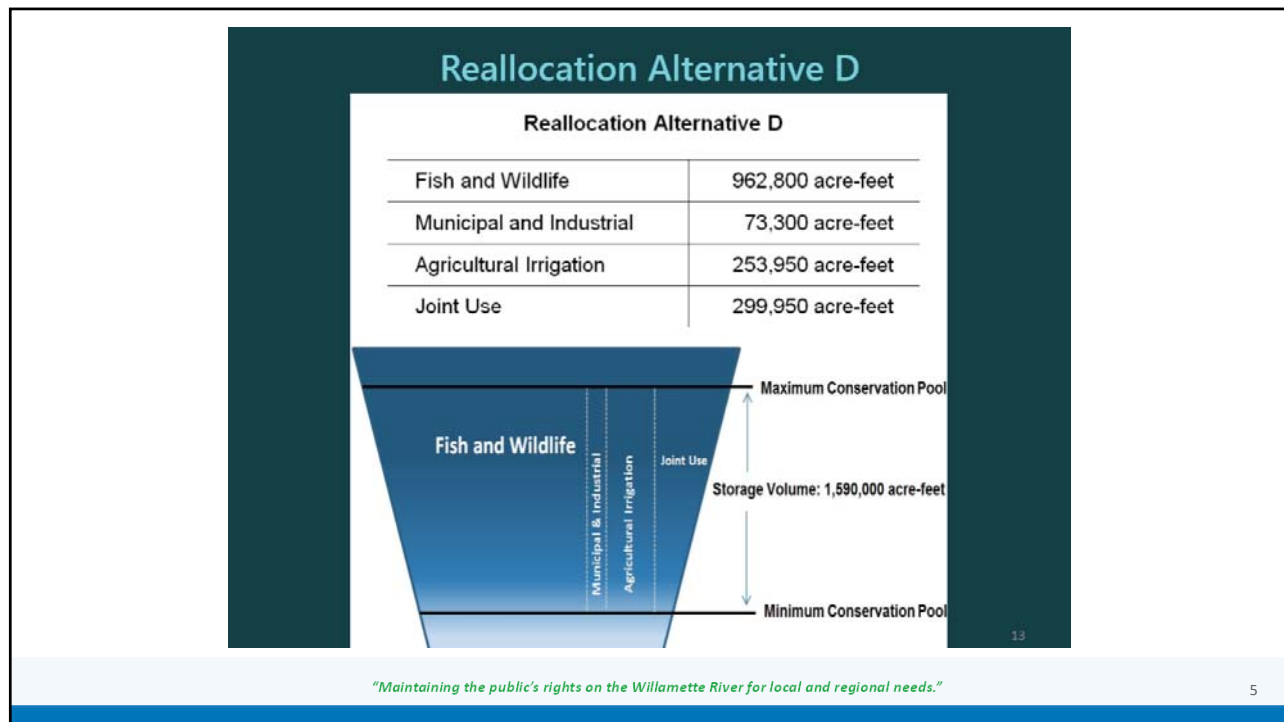 Reallocation Alternative D
Reallocation Alternative D
Fish and Wildlife 962,800 acre-feet
Municipal and Industrial 73,300 acre-feet
Agricultural Irrigation 253,950 acre-feet
Joint Use 299,950 acre-feet
Maximum Conservation Pool
Fish and Wildlife
Municipal & Industrial
Agricultural Irrigation
Joint Use
Storage Volume: 1,590,000 acre-feet
Minimum Conservation Pool
13
“Maintaining the public’s rights on the Willamette River for local and regional needs.”
5